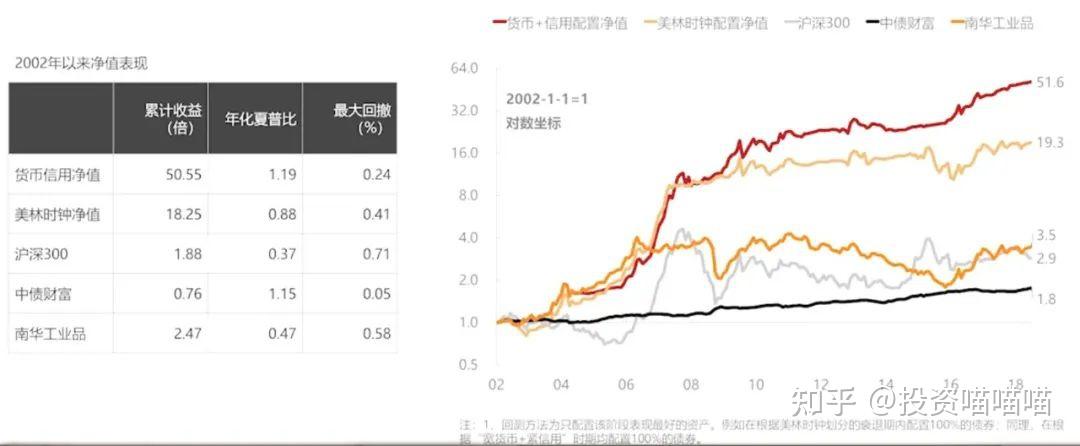 货币+信用配置净值 美林时钟配置净值 沪深300 中债财富 南华工业品
2002年以来净值表现
累计收益（倍） 年化夏普比 最大回撤（%）
货币信用净值 50.55 1.19 0.24
美林时钟净值 18.25 0.88 0.41
沪深300 1.88 0.37 0.71
中债财富 0.76 1.15 0.05
南华工业品 2.47 0.47 0.58
2002-1-1=1
对数坐标
64.0
32.0
16.0
8.0
4.0
2.0
1.0
0.5
51.6
19.3
3.5
2.9
1.8
02 04 06 08 10 12 14 16 18
知乎 @投资喵喵喵
注：1，回测方法为只配置该阶段表现最好的资产。例如在根据美林时钟划分的衰退期内配置100%的债券；同理，在根
据“宽货币+紧信用”时期均配置100%的债券。